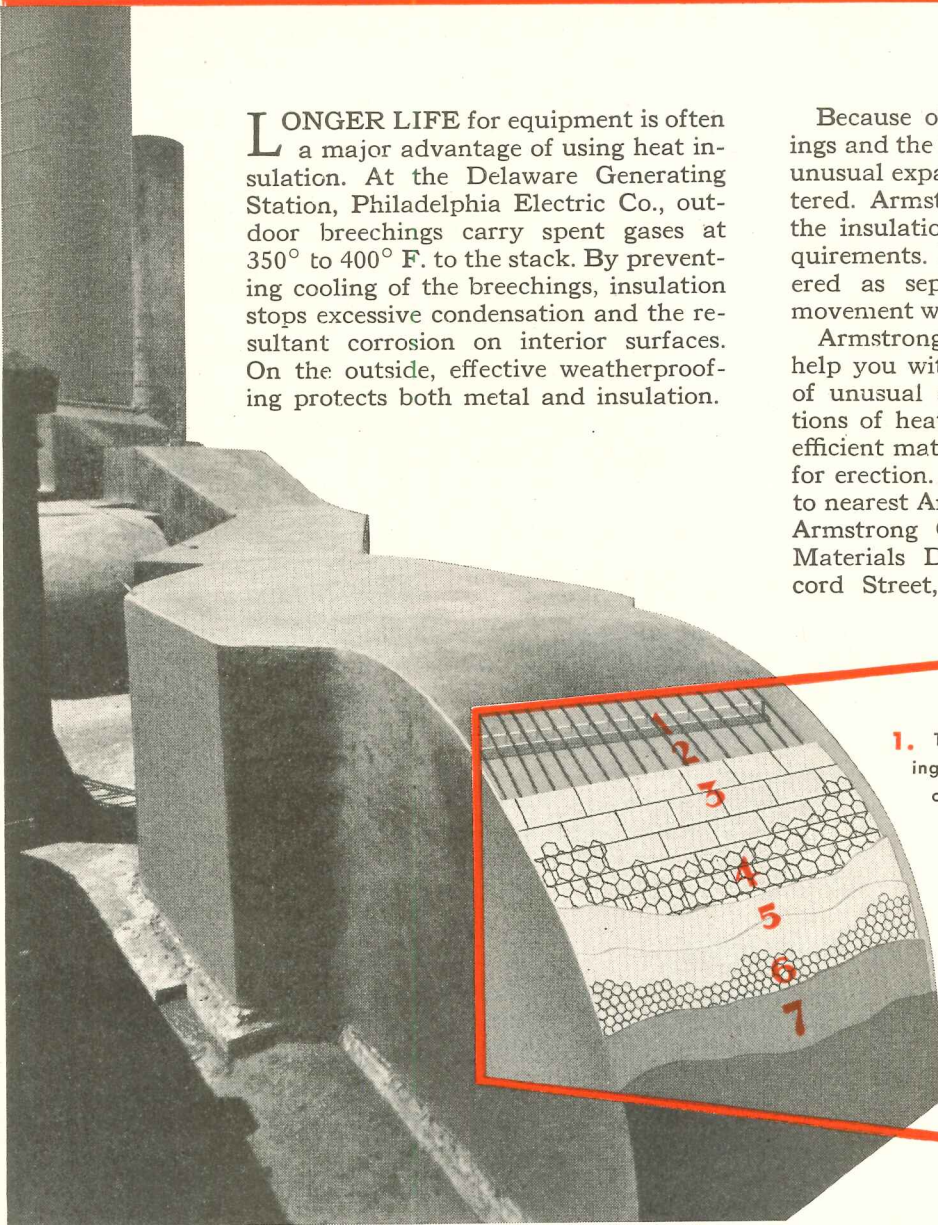 LONGER LIFE for equipment is often
a major advantage of using heat in-
sulation. At the Delaware Generating
Station, Philadelphia Electric Co., out-
door breechings carry spent gases at
350° to 400° F. to the stack. By prevent-
ing cooling of the breechings, insulation
stops excessive condensation and the re-
sultant corrosion on interior surfaces.
On the outside, effective weatherproof-
ing protects both metal and insulation.
Because o
ings and the
unusual expa
tered. Armst
the insulatio
quirements.
ered as sep
movement w
Armstrong
help you wit
of unusual
tions of hea
efficient mat
for erection.
to nearest Ar
Armstrong C
Materials D
cord Street,
1. T
ing
c
1
2
3
4
5
6
7